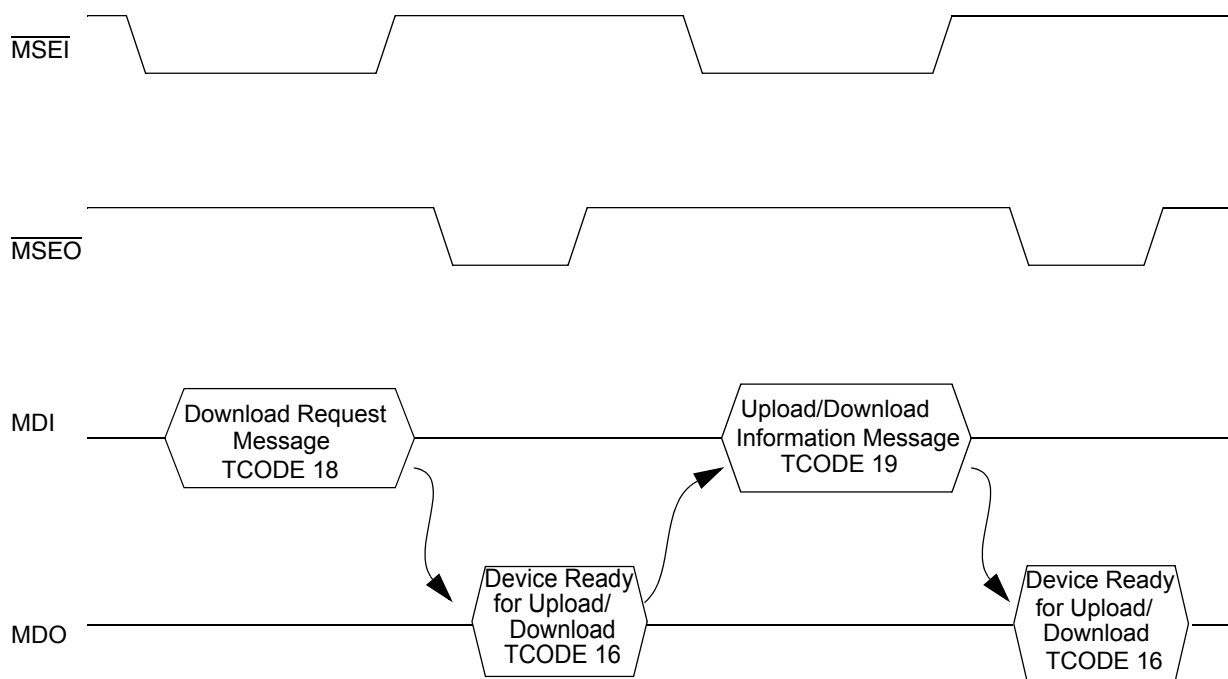 MSEI
MSEO
MDI
Download Request
Message
TCODE 18
Upload/Download
Information Message
TCODE 19
MDO
Device Ready
for Upload/
Download
TCODE 16
Device Ready
for Upload/
Download
TCODE 16